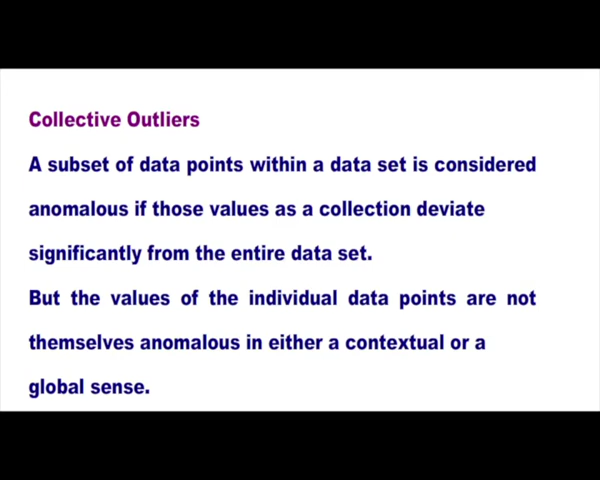 Collective Outliers
A subset of data points within a data set is considered
anomalous if those values as a collection deviate
significantly from the entire data set.
But the values of the individual data points are not
themselves anomalous in either a contextual or a
global sense.